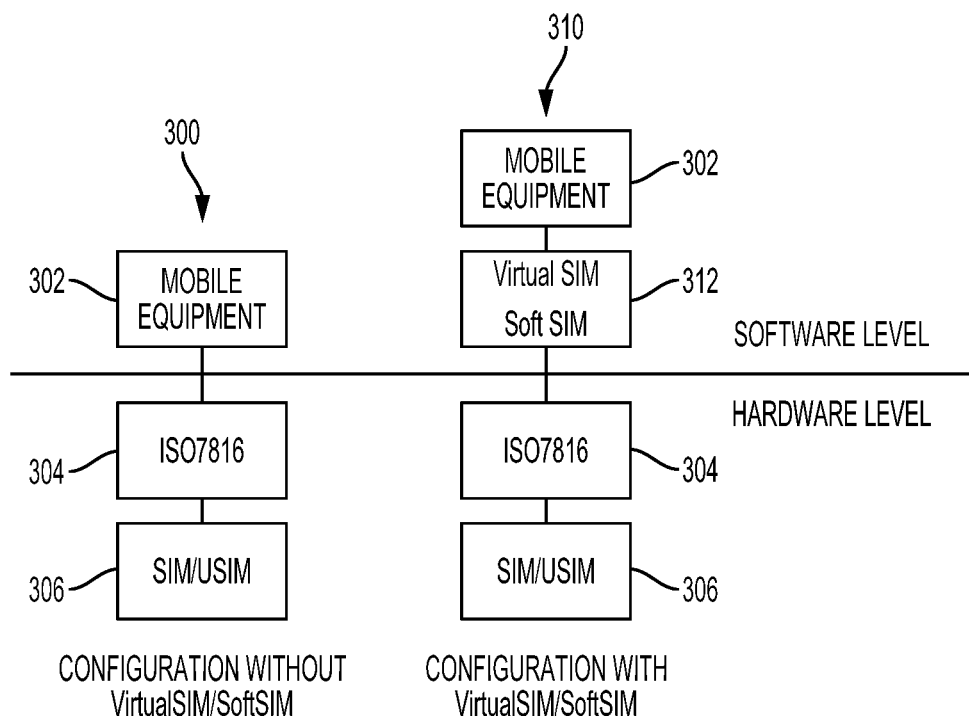 310
300
MOBILE
EQUIPMENT
302
302
MOBILE
EQUIPMENT
Virtual SIM
Soft SIM
312
SOFTWARE LEVEL
HARDWARE LEVEL
304
ISO7816
ISO7816
304
306
SIM/USIM
SIM/USIM
306
CONFIGURATION WITHOUT
VirtualSIM/SoftSIM
CONFIGURATION WITH
VirtualSIM/SoftSIM